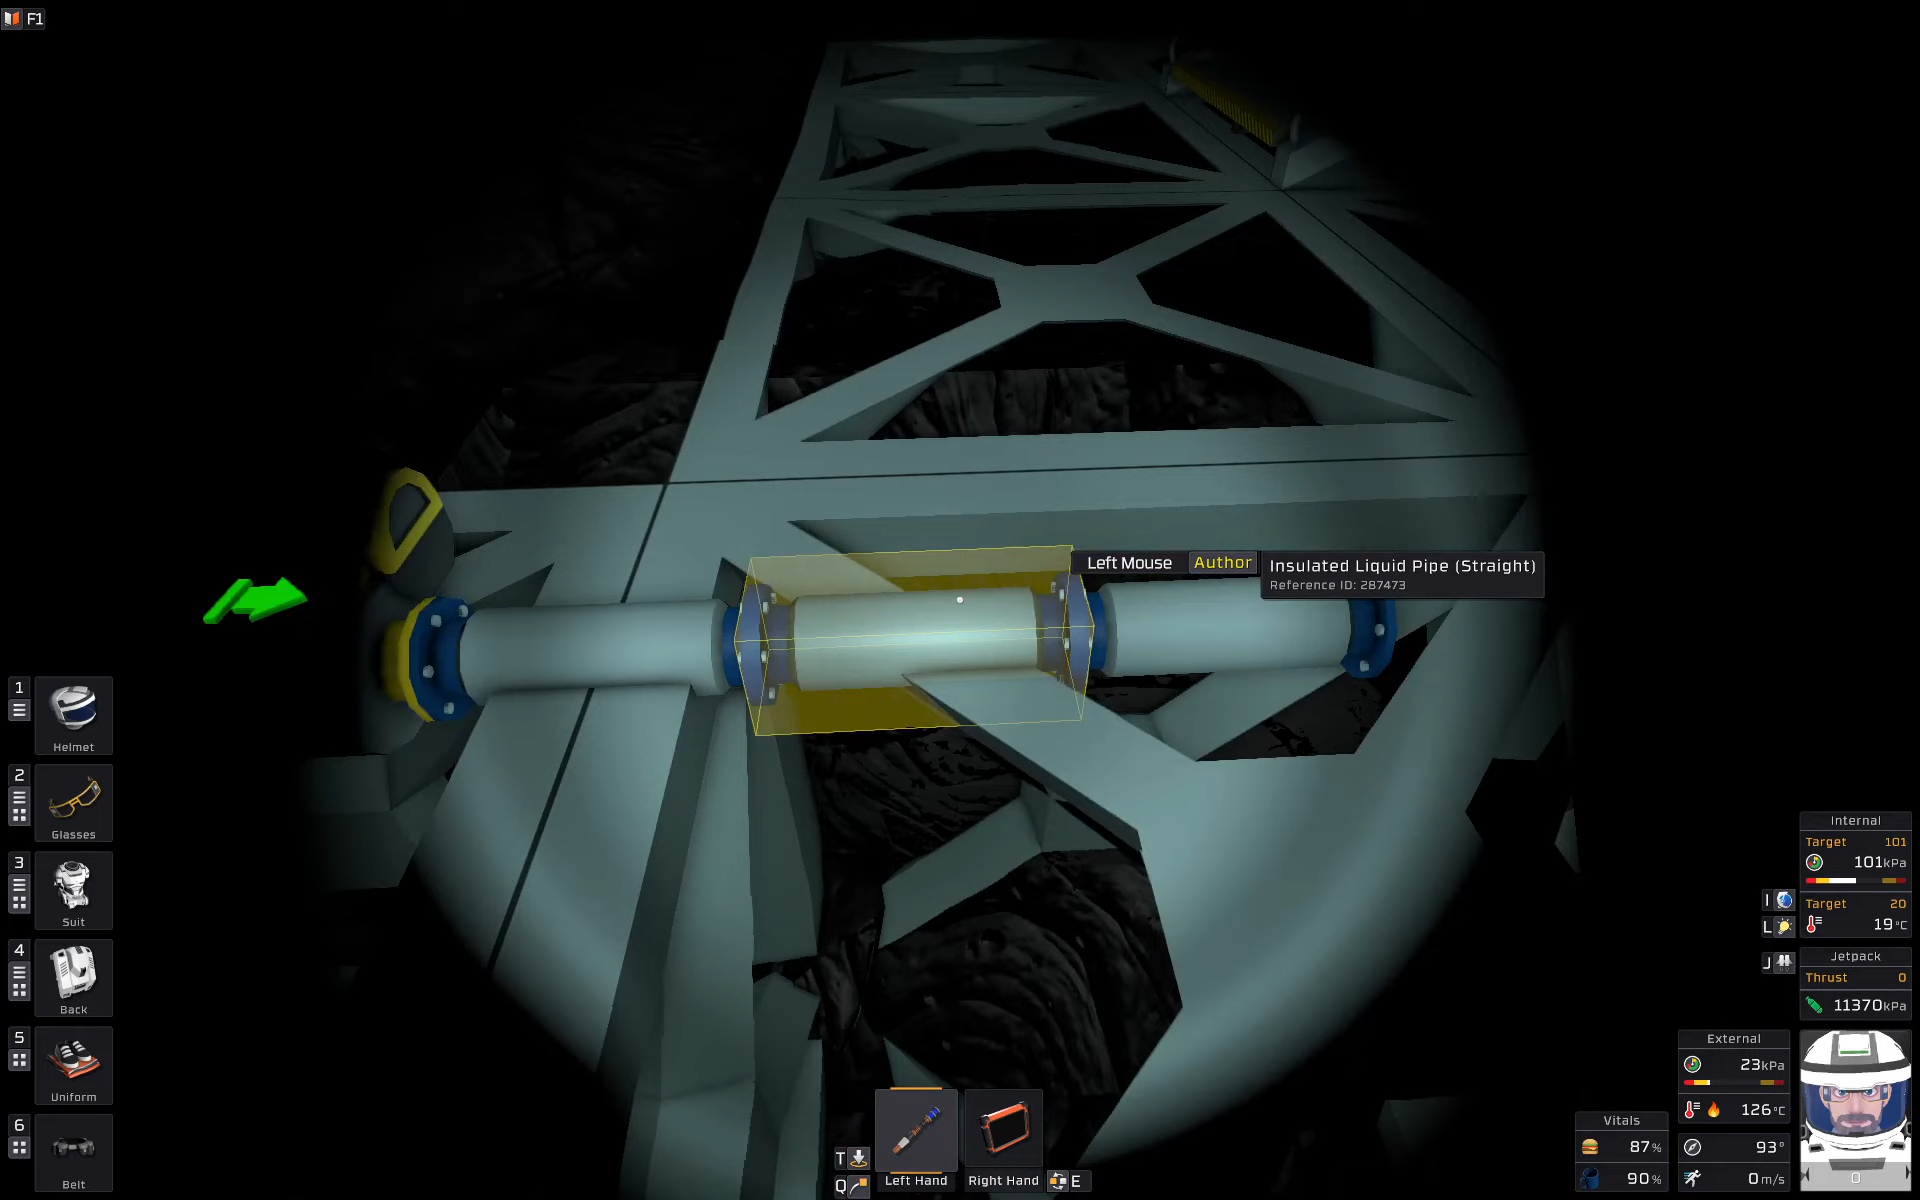 F1
Left Mouse Author
Insulated Liquid Pipe (Straight)
Reference ID: 287473
1
Helmet
2
Glasses
3
Suit
4
Back
5
Uniform
6
Belt
T
Q
Left Hand
Right Hand
E
Internal
Target 101
101kPa
Target 20
19°C
I
L
J
Jetpack
Thrust 0
11370kPa
External
23kPa
126°C
93°
0m/s
Vitals
87%
90%
0